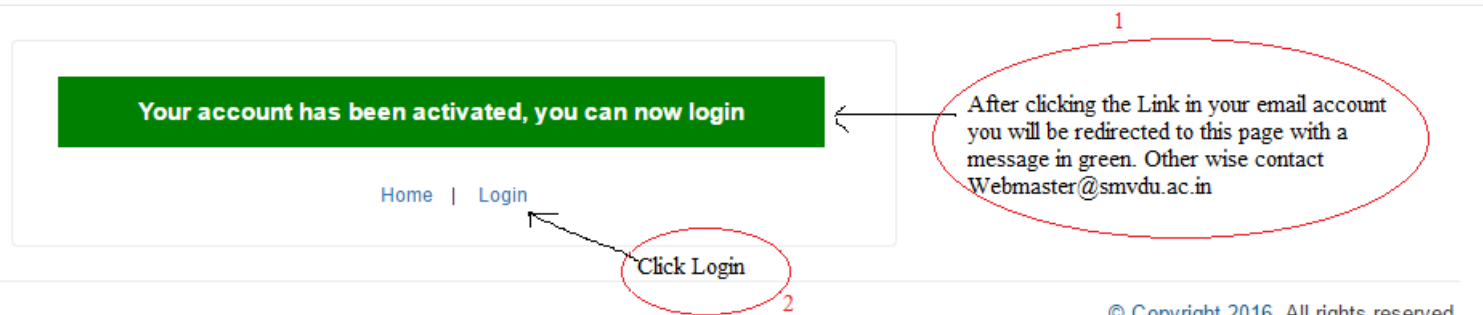 1
Your account has been activated, you can now login
After clicking the Link in your email account
you will be redirected to this page with a
message in green. Other wise contact
Webmaster@smvdu.ac.in
Home | Login
Click Login
2
© Copyright 2016. All rights reserved